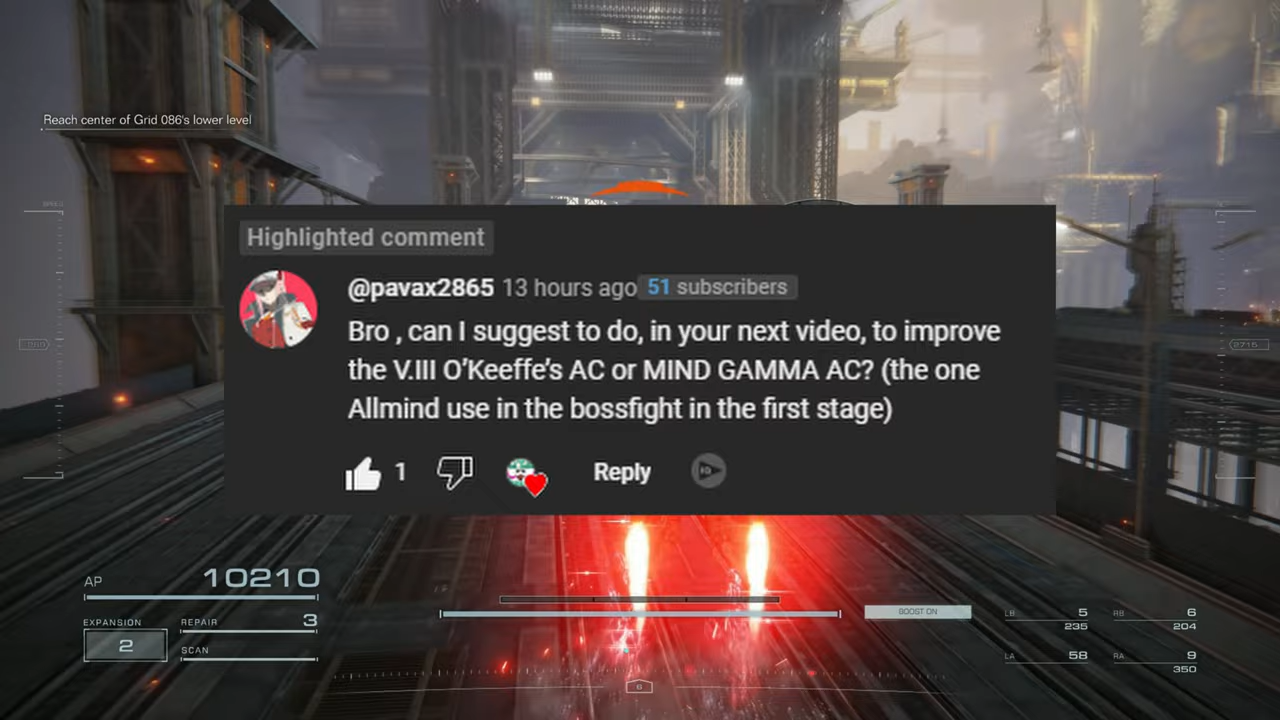 Reach center of Grid 086's lower level
SPEED
Highlighted comment
@pavax2865 13 hours ago 51 subscribers
Bro , can I suggest to do, in your next video, to improve
the V.III O'Keeffe's AC or MIND GAMMA AC? (the one
Allmind use in the bossfight in the first stage)
1
Reply
2715
AP 10210
EXPANSION
2
REPAIR 3
SCAN
BOOST ON
LB 5
235
RB 6
204
LA 58
RA 9
350
8